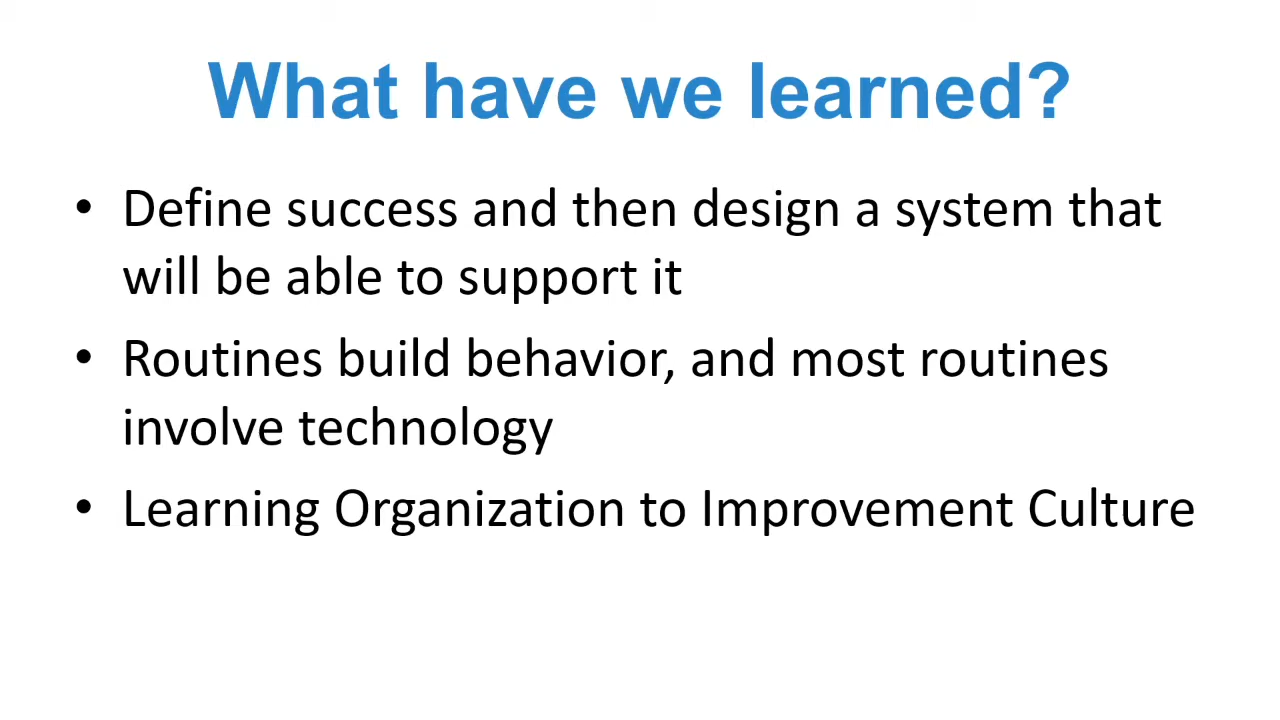 What have we learned?
• Define success and then design a system that
will be able to support it
• Routines build behavior, and most routines
involve technology
• Learning Organization to Improvement Culture